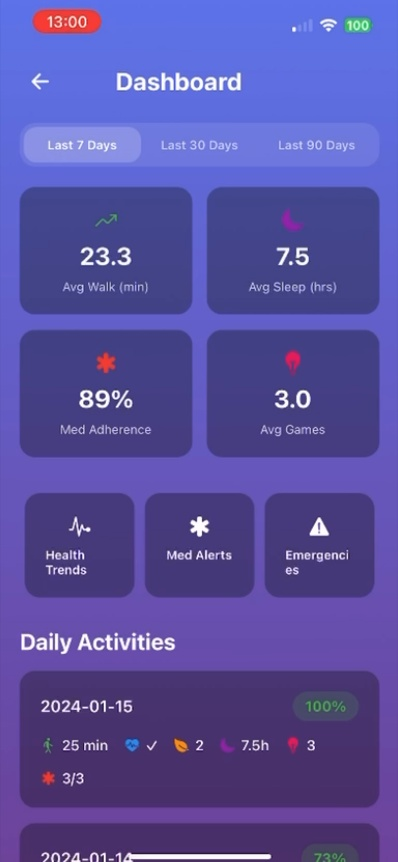 13:00
100
Dashboard
Last 7 Days Last 30 Days Last 90 Days
23.3
Avg Walk (min)
7.5
Avg Sleep (hrs)
89%
Med Adherence
3.0
Avg Games
Health
Trends
Med Alerts
Emergenci
es
Daily Activities
2024-01-15 100%
25 min ✓ 2 7.5h 3
3/3
2024-01-14 73%